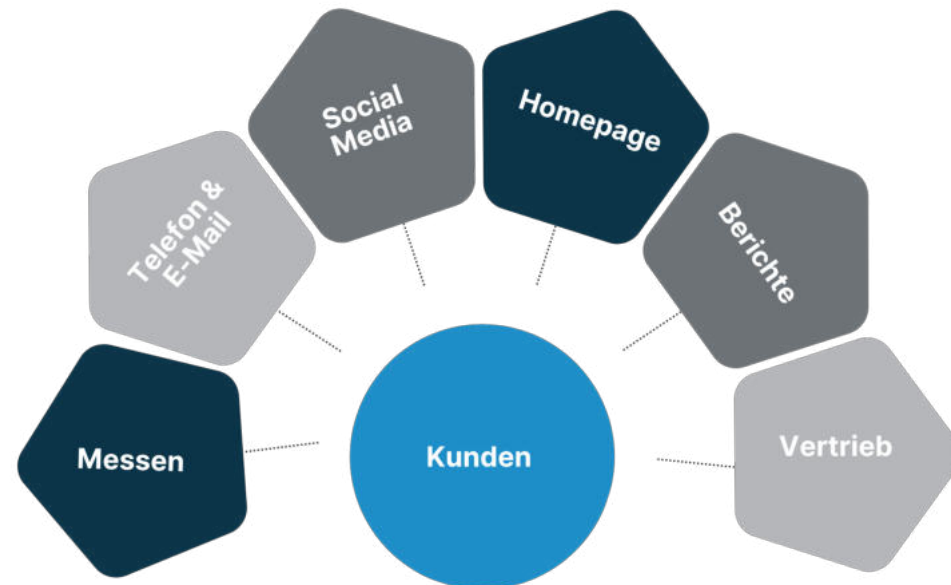 Social
Media
Homepage
Telefon &
E-Mail
Berichte
Messen
Kunden
Vertrieb